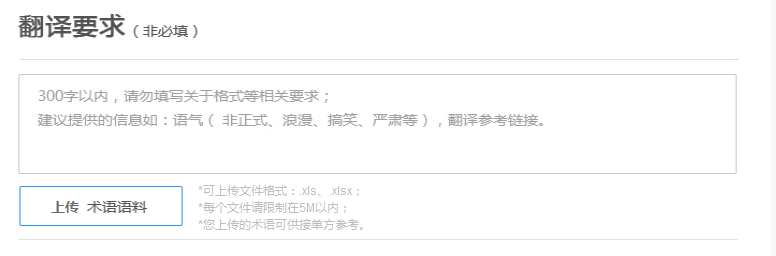 翻译要求（非必填）
300字以内，请勿填写关于格式等相关要求；
建议提供的信息如：语气（ 非正式、浪漫、搞笑、严肃等 ），翻译参考链接。
上传 术语语料
*可上传文件格式：.xls、.xlsx；
*每个文件请限制在5M以内；
*您上传的术语可供接单方参考。